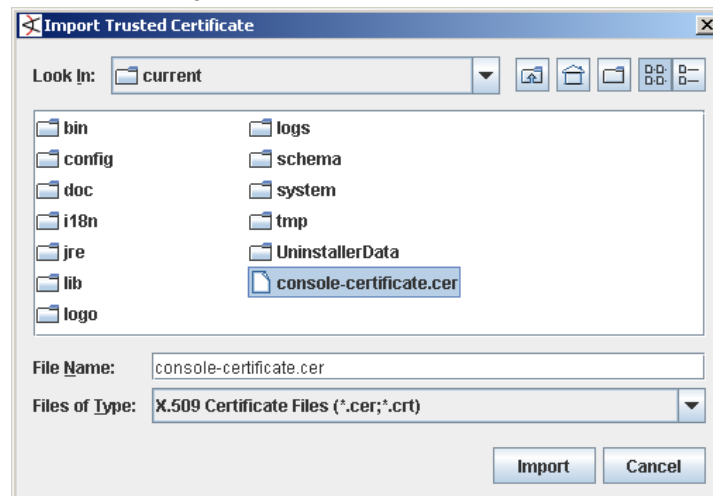 Import Trusted Certificate
Look In: current
bin
config
doc
i18n
jre
lib
logo
logs
schema
system
tmp
UninstallerData
console-certificate.cer
File Name: console-certificate.cer
Files of Type: X.509 Certificate Files (*.cer;*.crt)
Import Cancel